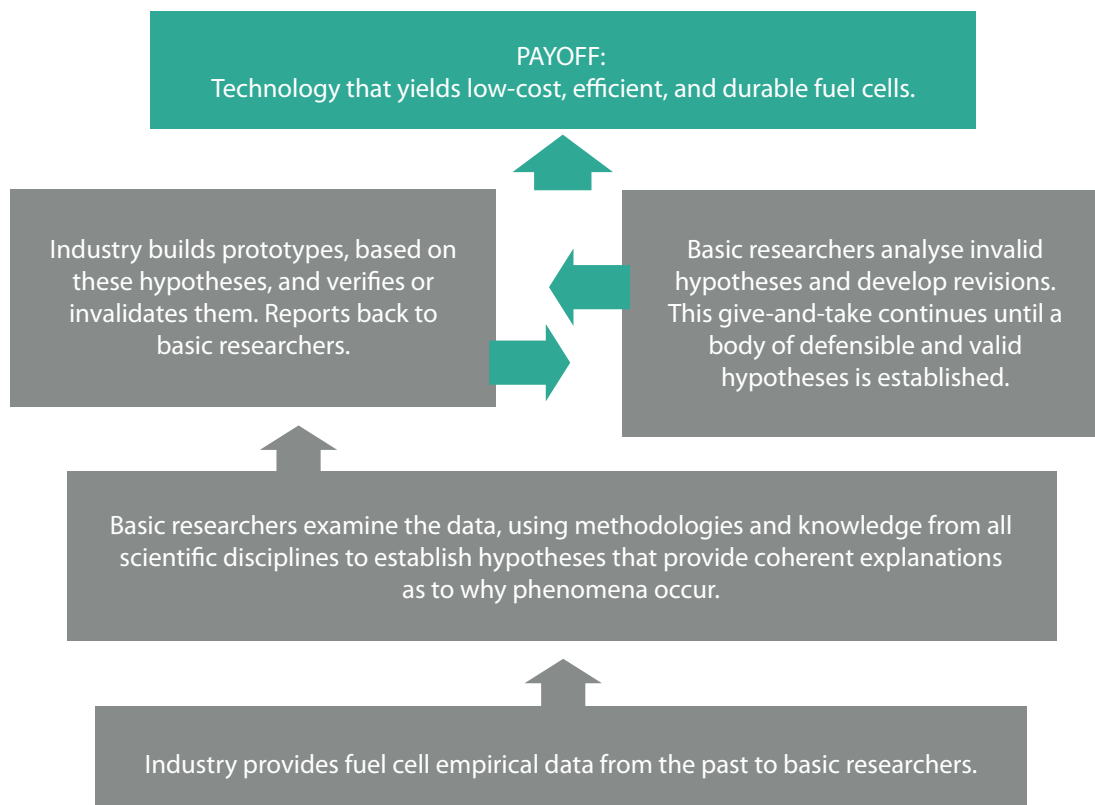 PAYOFF:
Technology that yields low-cost, efficient, and durable fuel cells.
Industry builds prototypes, based on
these hypotheses, and verifies or
invalidates them. Reports back to
basic researchers.
Basic researchers analyse invalid
hypotheses and develop revisions.
This give-and-take continues until a
body of defensible and valid
hypotheses is established.
Basic researchers examine the data, using methodologies and knowledge from all
scientific disciplines to establish hypotheses that provide coherent explanations
as to why phenomena occur.
Industry provides fuel cell empirical data from the past to basic researchers.